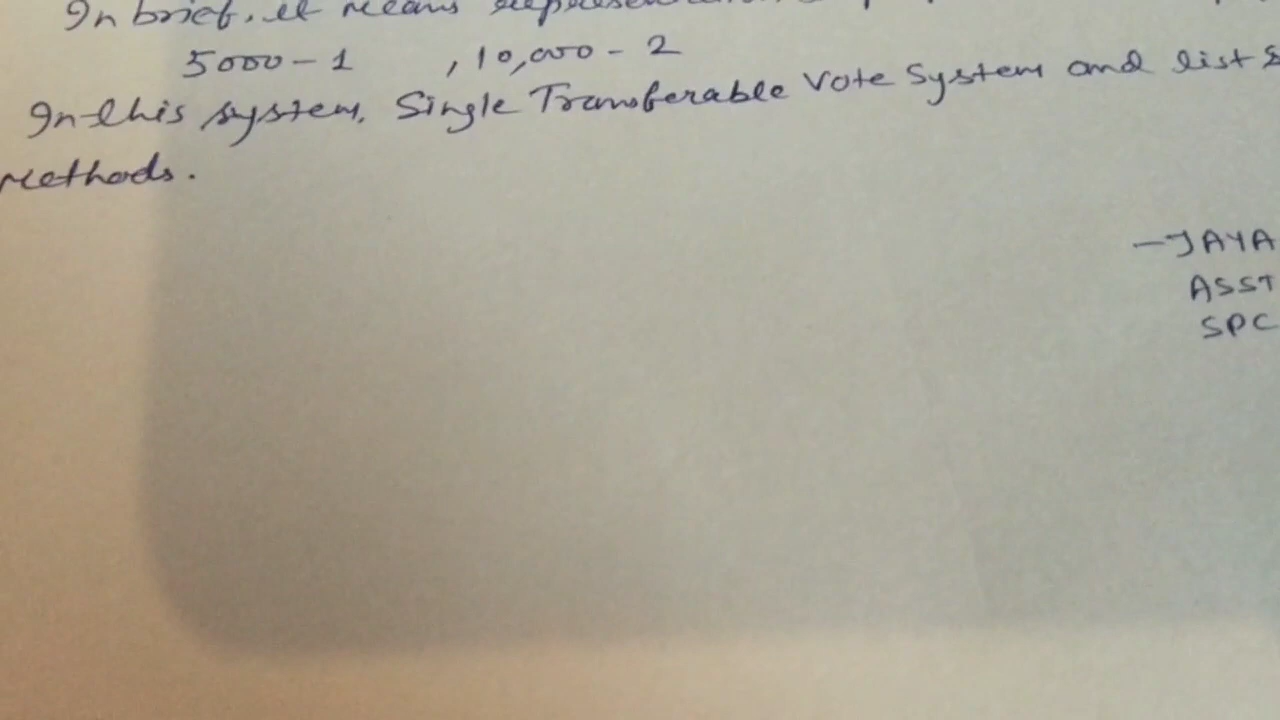 In brief, it means
5000-1 , 10,000-2
In this system, Single Transferable Vote System and list
methods.
-JAYA
ASST
SPC